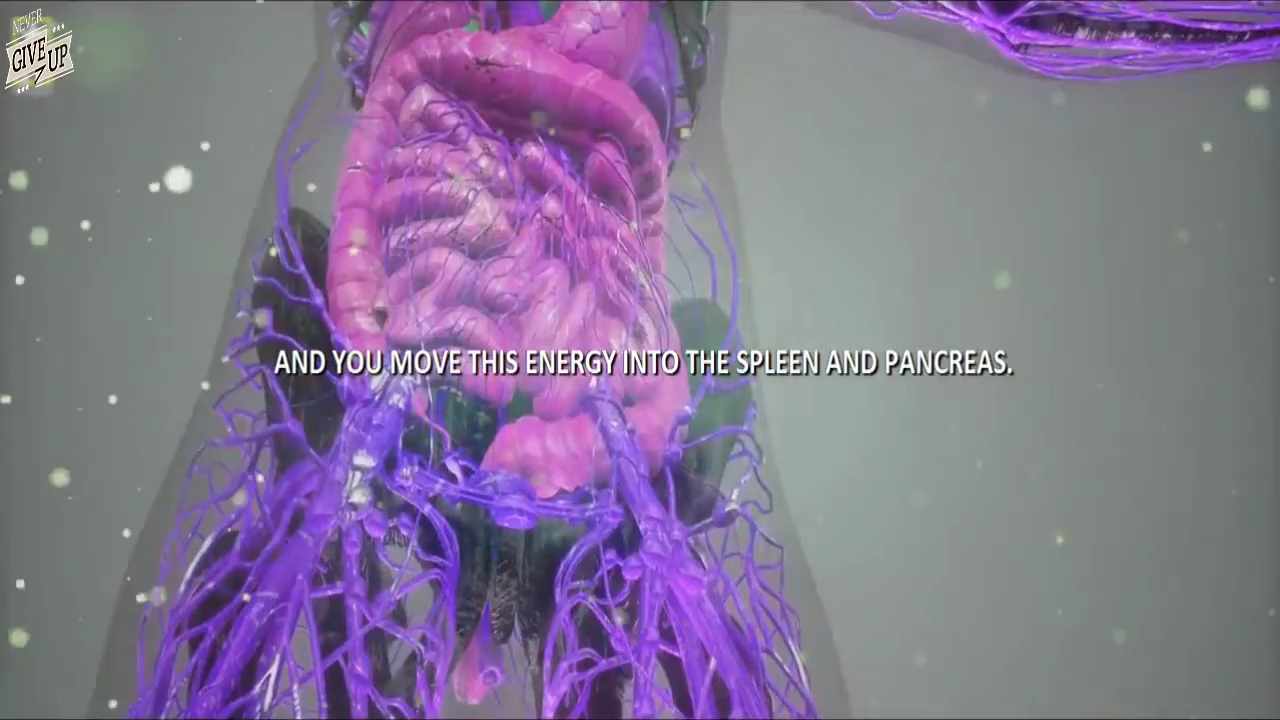 NEVER
GIVE
UP
AND YOU MOVE THIS ENERGY INTO THE SPLEEN AND PANCREAS.